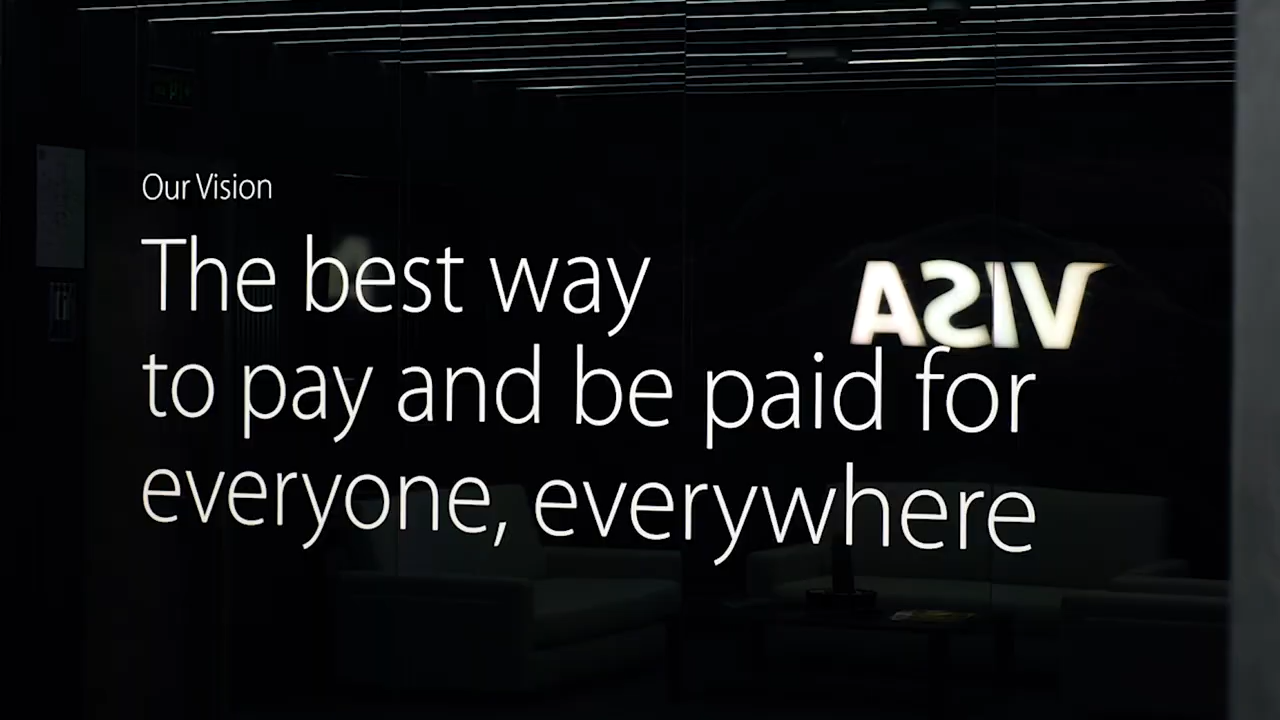 Our Vision
The best way
VISA
to pay and be paid for
everyone, everywhere